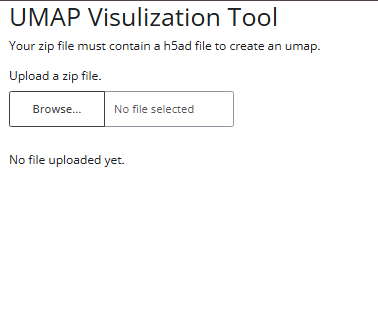 UMAP Visulization Tool
Your zip file must contain a h5ad file to create an umap.
Upload a zip file.
Browse... No file selected
No file uploaded yet.